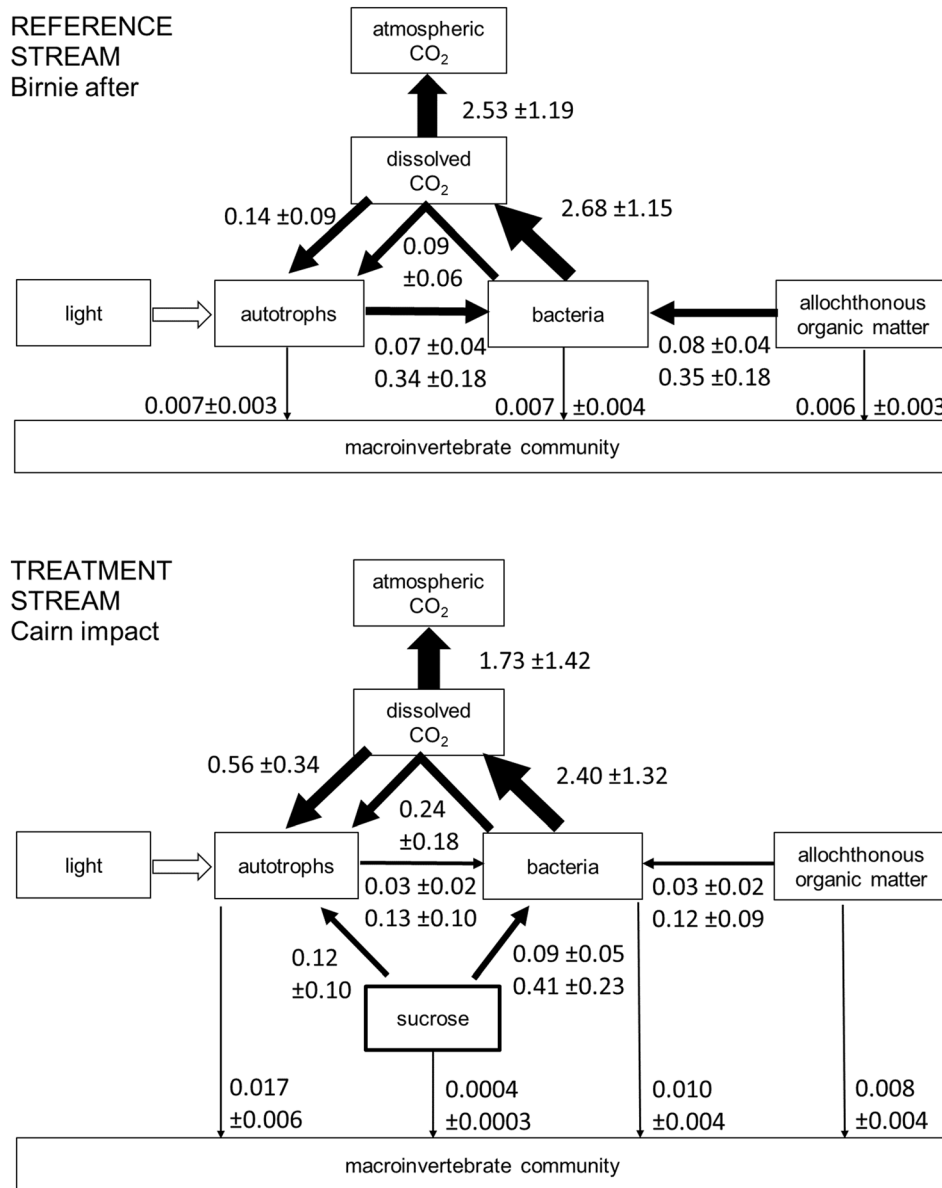 REFERENCE
STREAM
Birnie after
atmospheric
CO₂
2.53 ±1.19
dissolved
CO₂
0.14 ±0.09
2.68 ±1.15
0.09
±0.06
light
autotrophs
bacteria
allochthonous
organic matter
0.07 ±0.04
0.34 ±0.18
0.08 ±0.04
0.35 ±0.18
0.007±0.003
0.007 ±0.004
0.006 ±0.003
macroinvertebrate community
TREATMENT
STREAM
Cairn impact
atmospheric
CO₂
1.73 ±1.42
dissolved
CO₂
0.56 ±0.34
2.40 ±1.32
0.24
±0.18
light
autotrophs
bacteria
allochthonous
organic matter
0.03 ±0.02
0.13 ±0.10
0.03 ±0.02
0.12 ±0.09
0.12
±0.10
0.09 ±0.05
0.41 ±0.23
sucrose
0.017
±0.006
0.0004
±0.0003
0.010
±0.004
0.008
±0.004
macroinvertebrate community